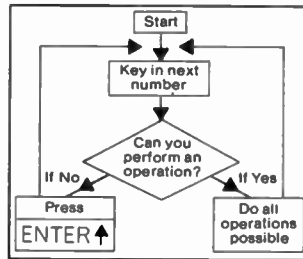 Start
Key in next
number
Can you
perform an
operation?
If No
If Yes
Press
ENTER ↑
Do all
operations
possible